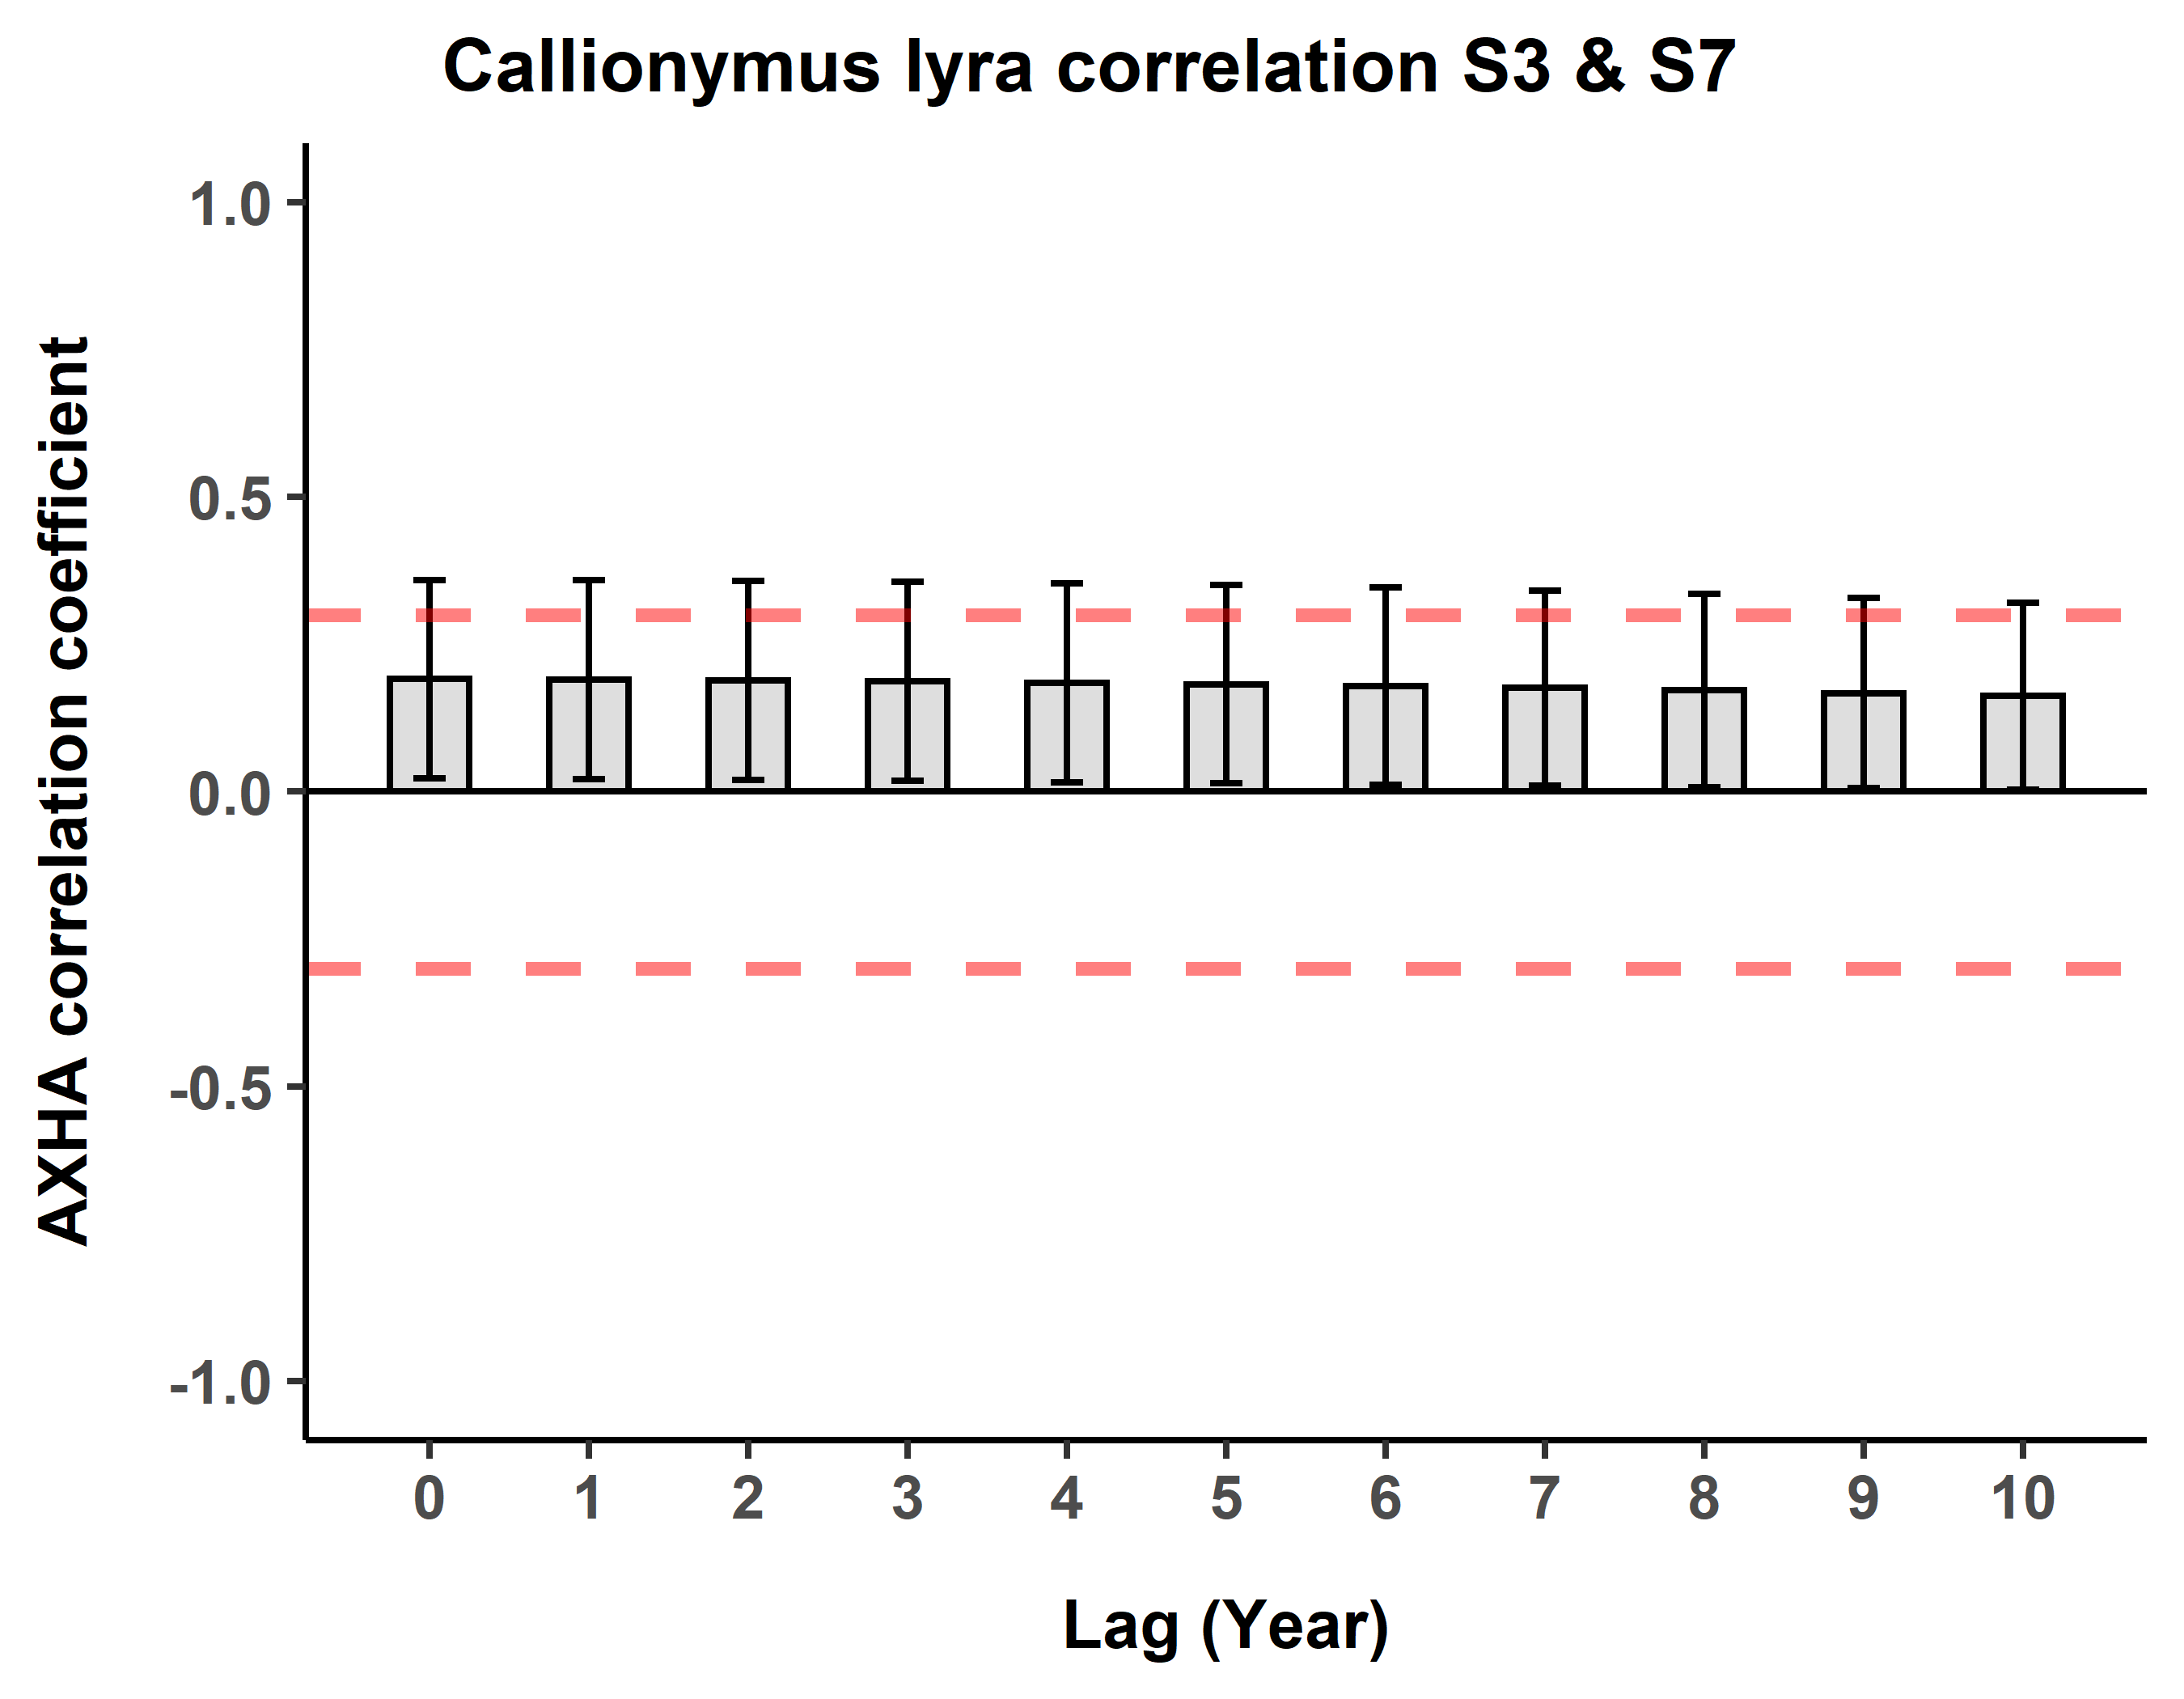 Callionymus lyra correlation S3 & S7
AXHA correlation coefficient
1.0
0.5
0.0
-0.5
-1.0
0 1 2 3 4 5 6 7 8 9 10
Lag (Year)